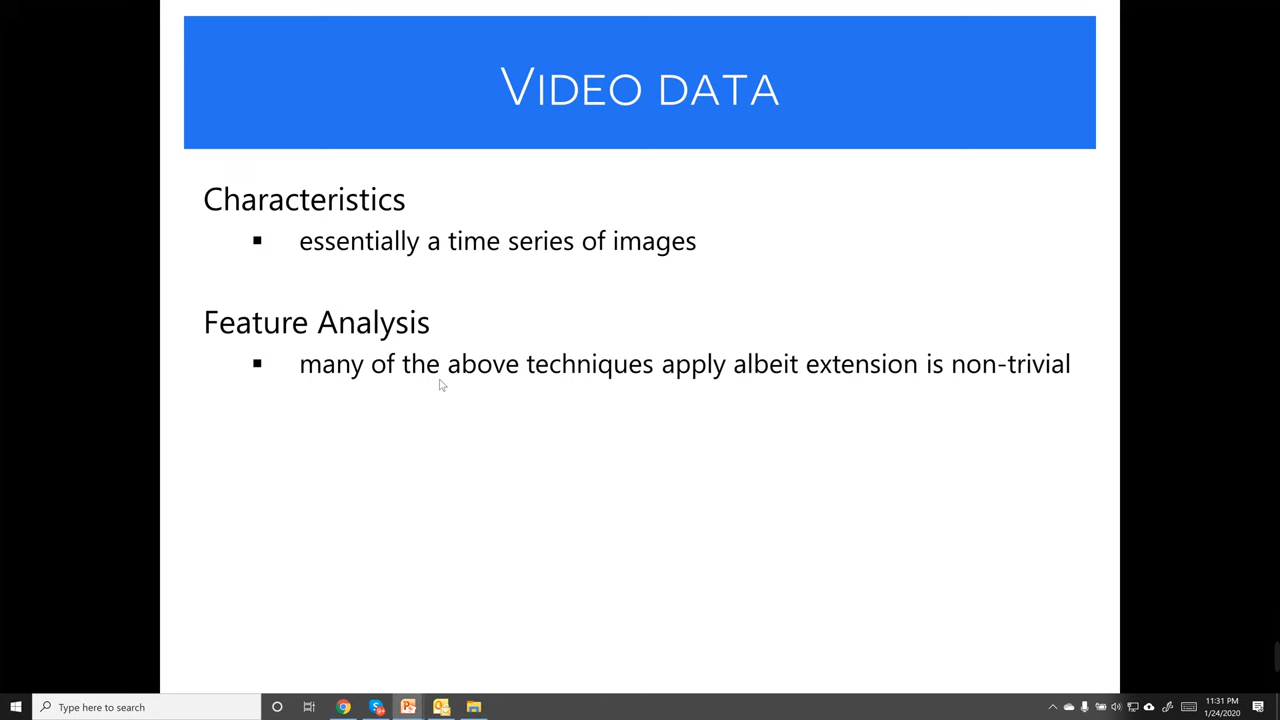 VIDEO DATA
Characteristics
▪ essentially a time series of images
Feature Analysis
▪ many of the above techniques apply albeit extension is non-trivial
Type here to search
11:31 PM
1/24/2020